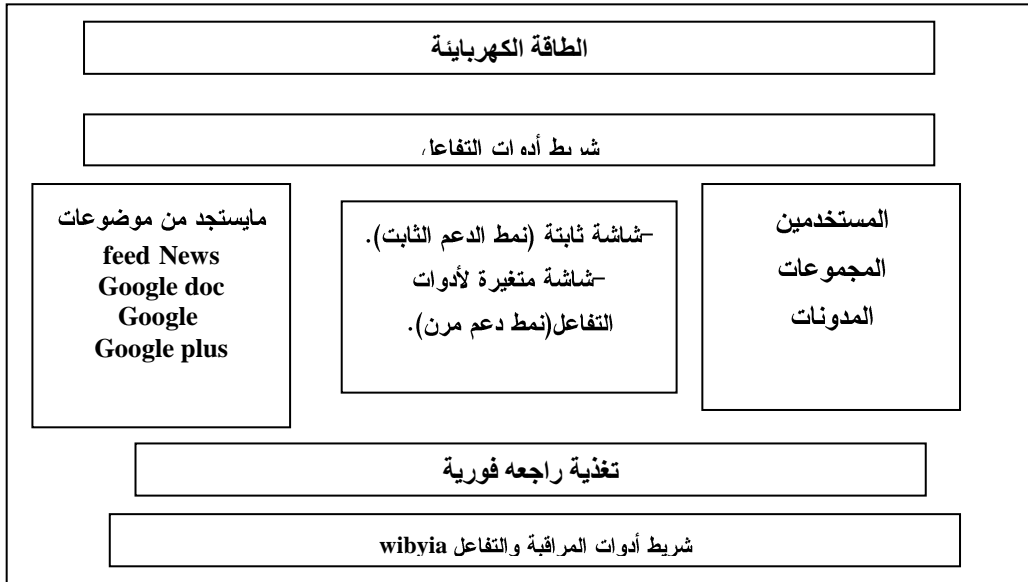 الطاقة الكهربايئة
شريط أدوات التفاعل
المستخدمين
المجموعات
المدونات
–شاشة ثابتة (نمط الدعم الثابت).
–شاشة متغيرة لأدوات
التفاعل(نمط دعم مرن).
مايستجد من موضوعات
feed News
Google doc
Google
Google plus
تغذية راجعه فورية
شريط أدوات المراقبة والتفاعل wibyia